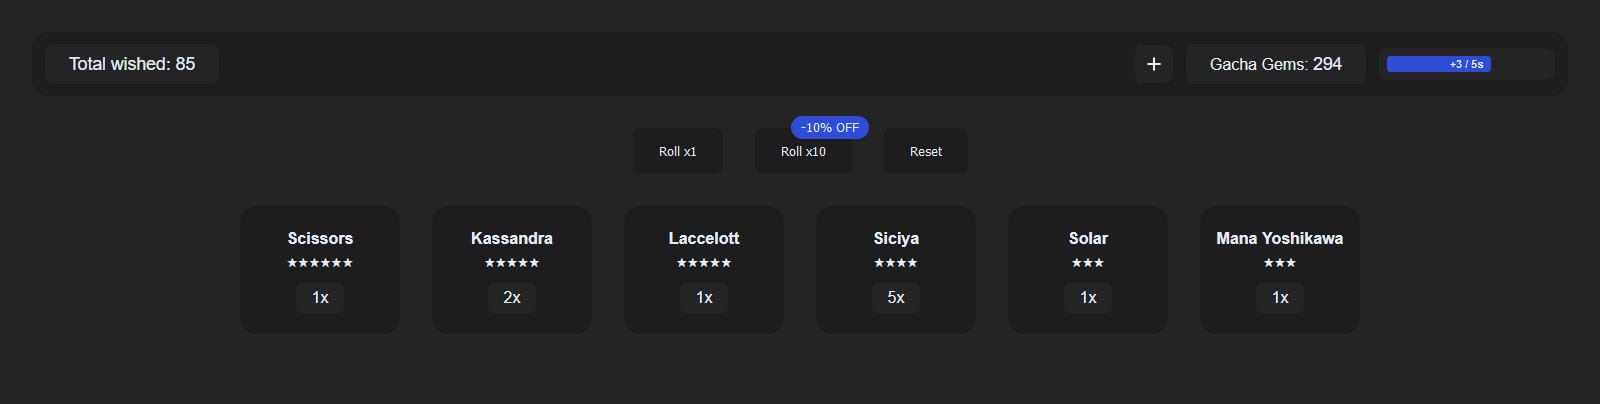 Total wished: 85
+
Gacha Gems: 294
+3 / 5s
-10% OFF
Roll x1
Roll x10
Reset
Scissors
★★★★★★
1x
Kassandra
★★★★★
2x
Laccelott
★★★★★
1x
Siciya
★★★★
5x
Solar
★★★
1x
Mana Yoshikawa
★★★
1x